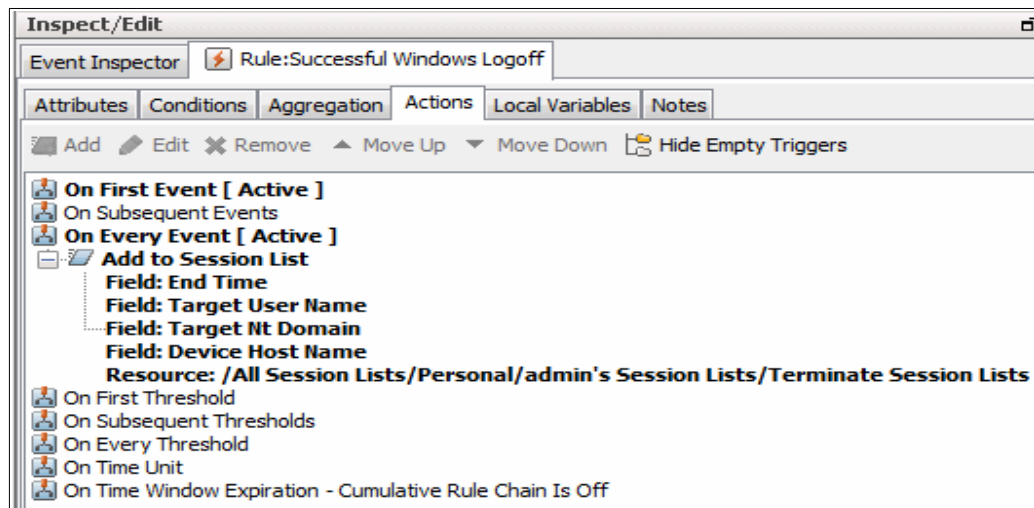 Inspect/Edit
Event Inspector Rule:Successful Windows Logoff
Attributes Conditions Aggregation Actions Local Variables Notes
Add Edit Remove Move Up Move Down Hide Empty Triggers
On First Event [ Active ]
On Subsequent Events
On Every Event [ Active ]
Add to Session List
Field: End Time
Field: Target User Name
Field: Target Nt Domain
Field: Device Host Name
Resource: /All Session Lists/Personal/admin's Session Lists/Terminate Session Lists
On First Threshold
On Subsequent Thresholds
On Every Threshold
On Time Unit
On Time Window Expiration - Cumulative Rule Chain Is Off